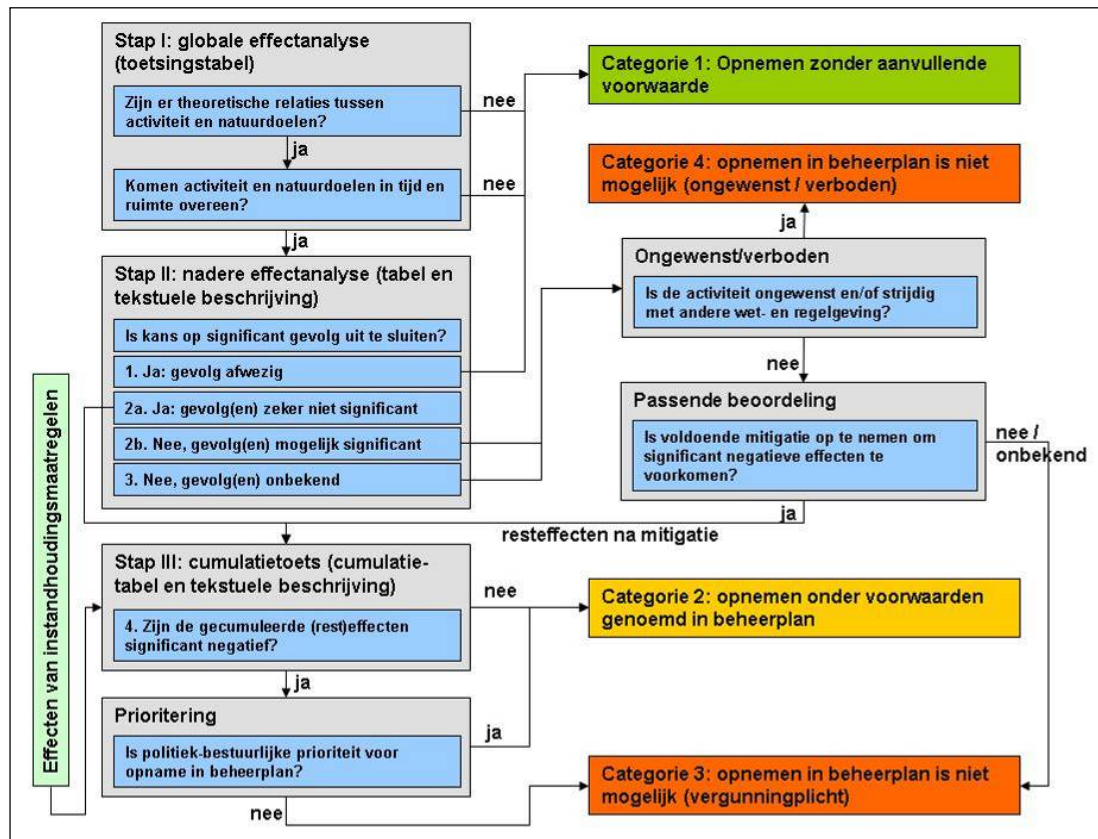 Stap I: globale effectanalyse
(toetsingstabel)
Zijn er theoretische relaties tussen
activiteit en natuurdoelen?
nee
ja
Komen activiteit en natuurdoelen in tijd en
ruimte overeen?
nee
ja
Stap II: nadere effectanalyse (tabel en
tekstuele beschrijving)
Is kans op significant gevolg uit te sluiten?
1. Ja: gevolg afwezig
2a. Ja: gevolg(en) zeker niet significant
2b. Nee, gevolg(en) mogelijk significant
3. Nee, gevolg(en) onbekend
Effecten van instandhoudingsmaatregelen
Stap III: cumulatietoets (cumulatie-
tabel en tekstuele beschrijving)
4. Zijn de gecumuleerde (rest)effecten
significant negatief?
nee
ja
Prioritering
Is politiek-bestuurlijke prioriteit voor
opname in beheerplan?
ja
nee
Categorie 1: Opnemen zonder aanvullende
voorwaarde
Categorie 4: opnemen in beheerplan is niet
mogelijk (ongewenst / verboden)
ja
Ongewenst/verboden
Is de activiteit ongewenst en/of strijdig
met andere wet- en regelgeving?
nee
Passende beoordeling
Is voldoende mitigatie op te nemen om
significant negatieve effecten te
voorkomen?
nee /
onbekend
ja
resteffecten na mitigatie
Categorie 2: opnemen onder voorwaarden
genoemd in beheerplan
Categorie 3: opnemen in beheerplan is niet
mogelijk (vergunningplicht)